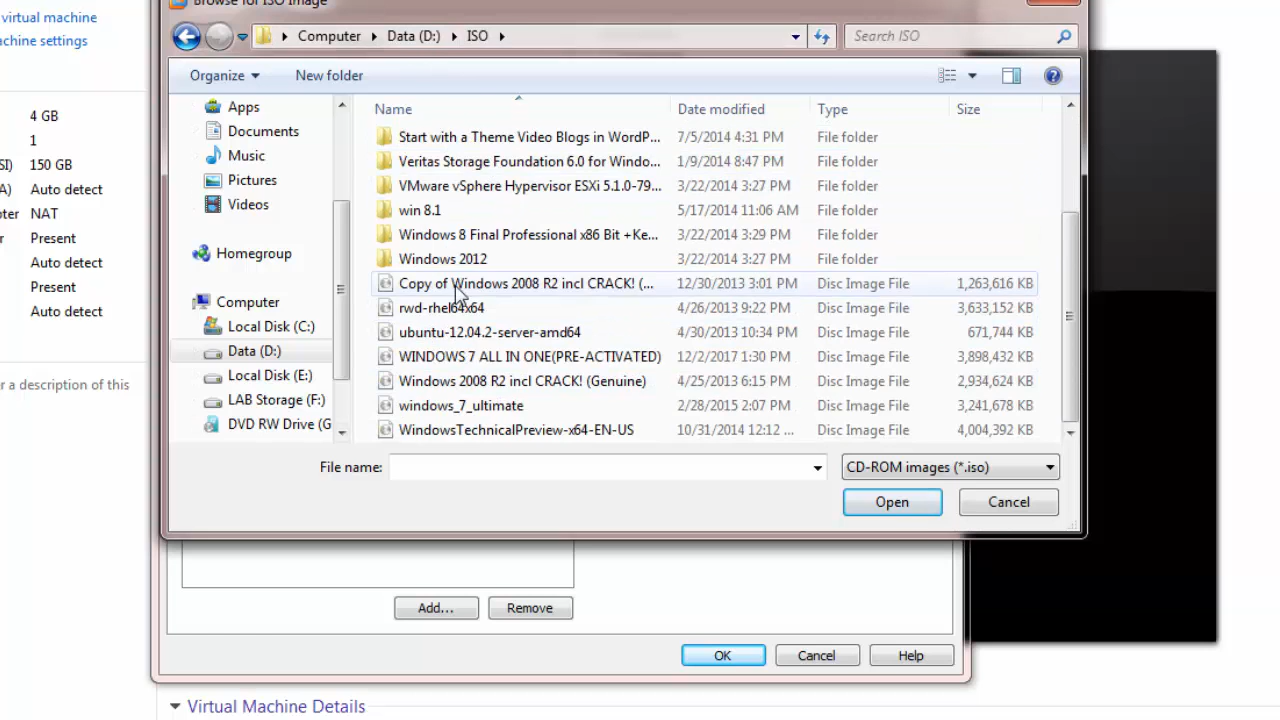 Browse for ISO Image
virtual machine
achine settings
Computer Data (D:) ISO
Search ISO
Organize New folder
Name Date modified Type Size
4 GB
1
SI) 150 GB
A) Auto detect
pter NAT
r Present
Auto detect
Present
Auto detect
er a description of this
Apps
Documents
Music
Pictures
Videos
Homegroup
Computer
Local Disk (C:)
Data (D:)
Local Disk (E:)
LAB Storage (F:)
DVD RW Drive (G
Start with a Theme Video Blogs in WordP... 7/5/2014 4:31 PM File folder
Veritas Storage Foundation 6.0 for Windo... 1/9/2014 8:47 PM File folder
VMware vSphere Hypervisor ESXi 5.1.0-79... 3/22/2014 3:27 PM File folder
win 8.1 5/17/2014 11:06 AM File folder
Windows 8 Final Professional x86 Bit +Ke... 3/22/2014 3:29 PM File folder
Windows 2012 3/22/2014 3:27 PM File folder
Copy of Windows 2008 R2 incl CRACK! (... 12/30/2013 3:01 PM Disc Image File 1,263,616 KB
rwd-rhel64x64 4/26/2013 9:22 PM Disc Image File 3,633,152 KB
ubuntu-12.04.2-server-amd64 4/30/2013 10:34 PM Disc Image File 671,744 KB
WINDOWS 7 ALL IN ONE(PRE-ACTIVATED) 12/2/2017 1:30 PM Disc Image File 3,898,432 KB
Windows 2008 R2 incl CRACK! (Genuine) 4/25/2013 6:15 PM Disc Image File 2,934,624 KB
windows_7_ultimate 2/28/2015 2:07 PM Disc Image File 3,241,678 KB
WindowsTechnicalPreview-x64-EN-US 10/31/2014 12:12 ... Disc Image File 4,004,392 KB
File name: CD-ROM images (*.iso)
Open Cancel
Add... Remove
OK Cancel Help
Virtual Machine Details